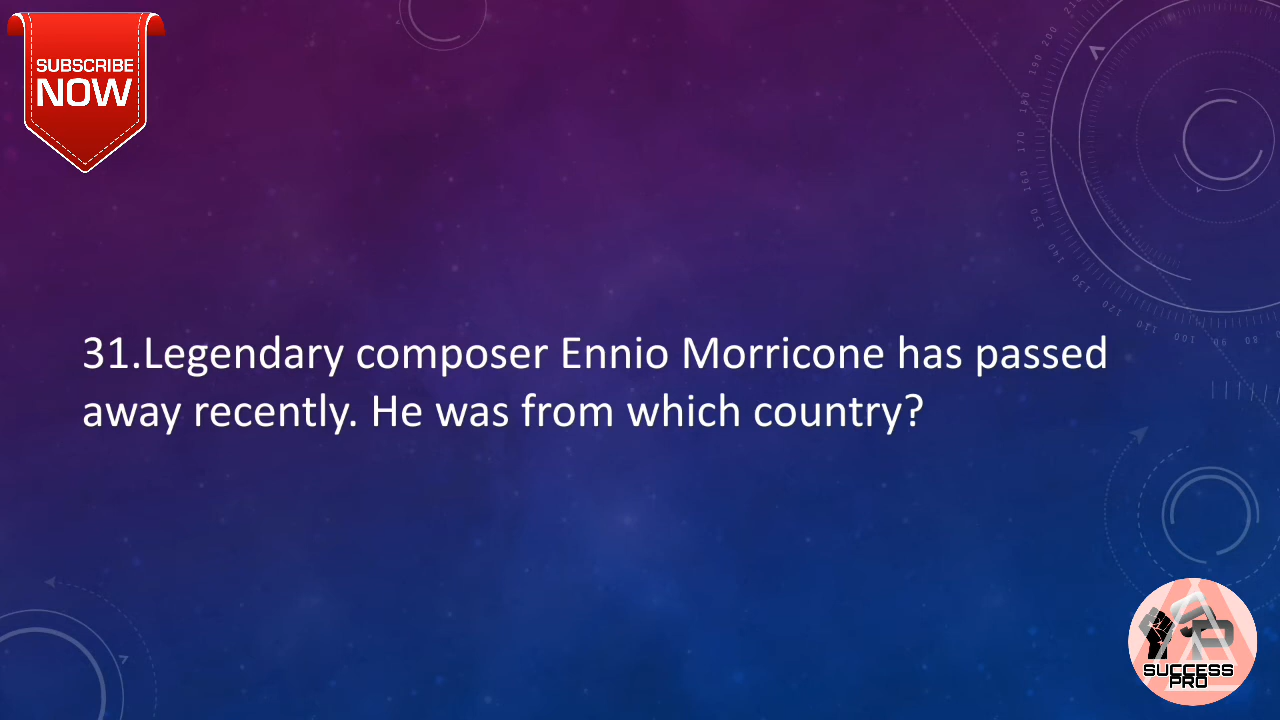 SUBSCRIBE
NOW
31.Legendary composer Ennio Morricone has passed
away recently. He was from which country?
SUCCESS
PRO